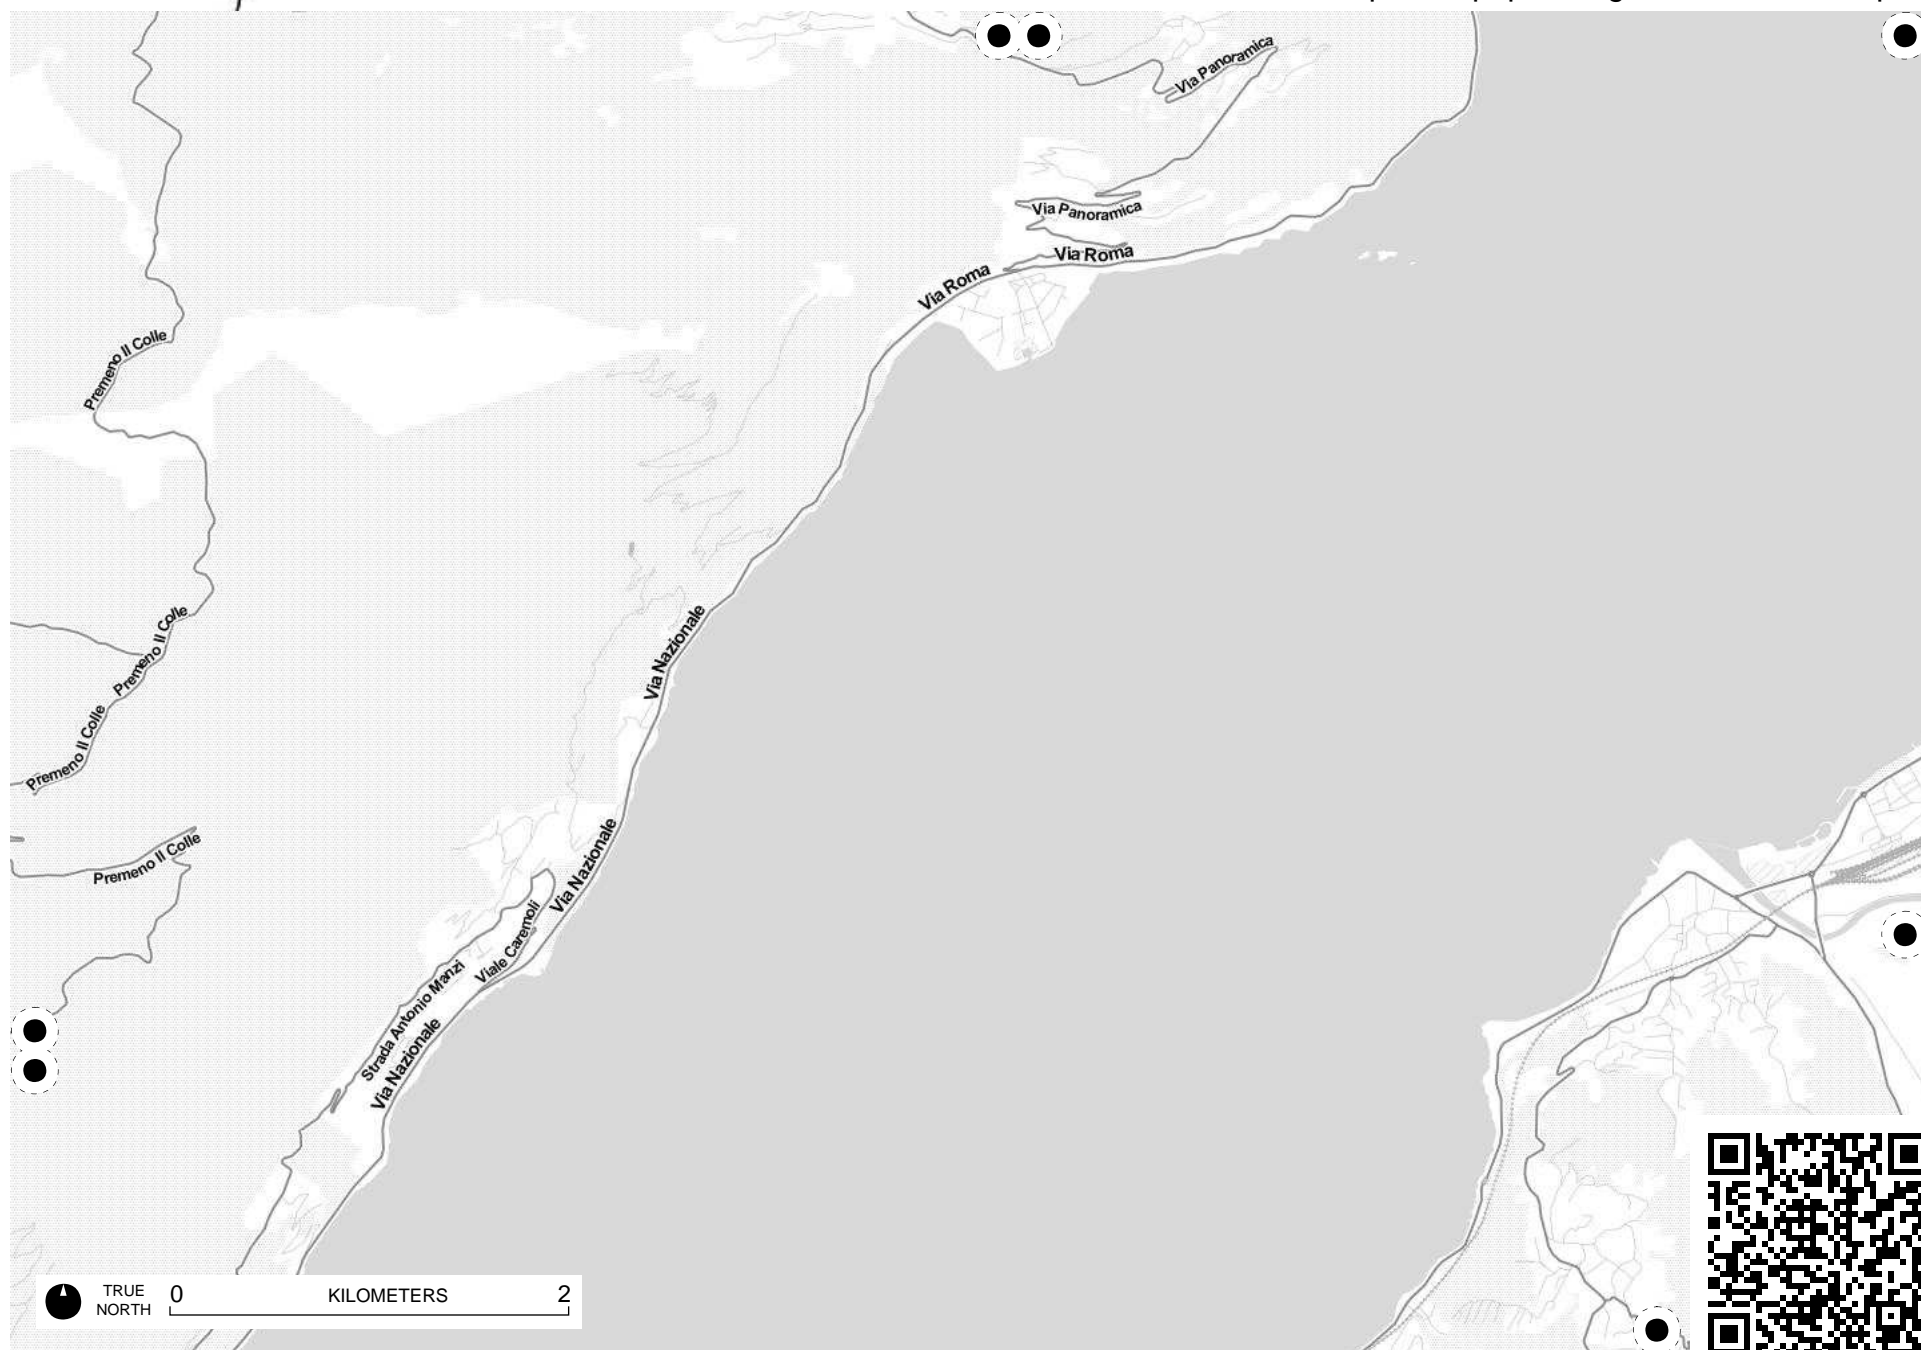 Via Panoramica
Via Panoramica
Via Roma
Via Roma
Premeno Il Colle
Premeno Il Colle
Via Nazionale
Premeno Il Colle
Via Nazionale
Premeno Il Colle
Viale Caremoli
Strada Antonio Manzi
Via Nazionale
TRUE
NORTH
0
KILOMETERS
2